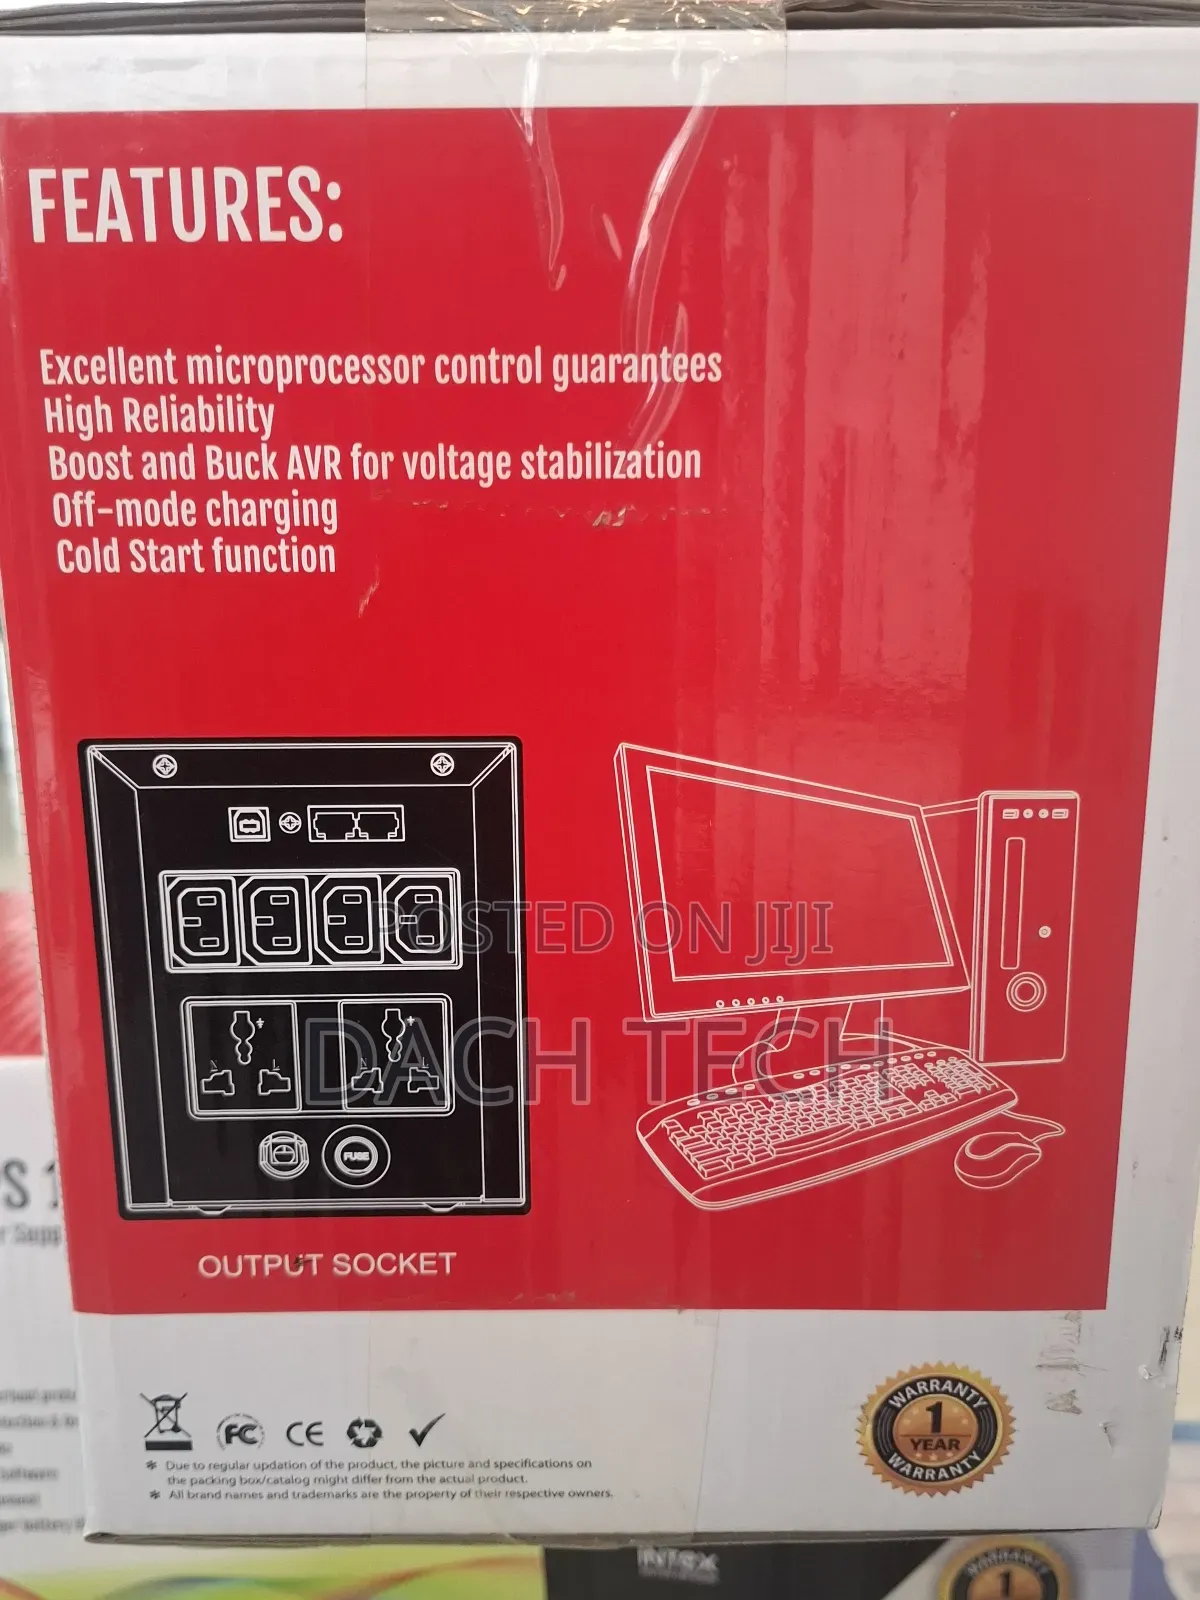 FEATURES:
Excellent microprocessor control guarantees
High Reliability
Boost and Buck AVR for voltage stabilization
Off-mode charging
Cold Start function
POSTED ON JIJI
DACH TECH
N L
N L
FUSE
OUTPUT SOCKET
FC CE
* Due to regular updation of the product, the picture and specifications on
the packing box/catalog might differ from the actual product.
* All brand names and trademarks are the property of their respective owners.
WARRANTY
1
YEAR
WARRANTY
INTEX
WARRANTY
1